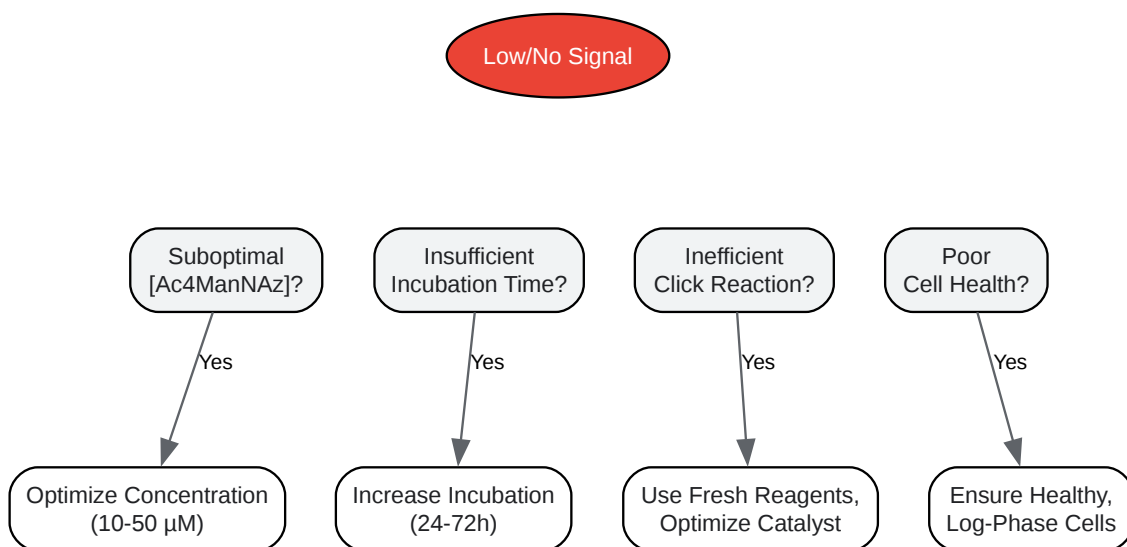 Low/No Signal
Suboptimal
[Ac4ManNAz]?
Insufficient
Incubation Time?
Inefficient
Click Reaction?
Poor
Cell Health?
Yes
Yes
Yes
Yes
Optimize Concentration
(10-50 µM)
Increase Incubation
(24-72h)
Use Fresh Reagents,
Optimize Catalyst
Ensure Healthy,
Log-Phase Cells